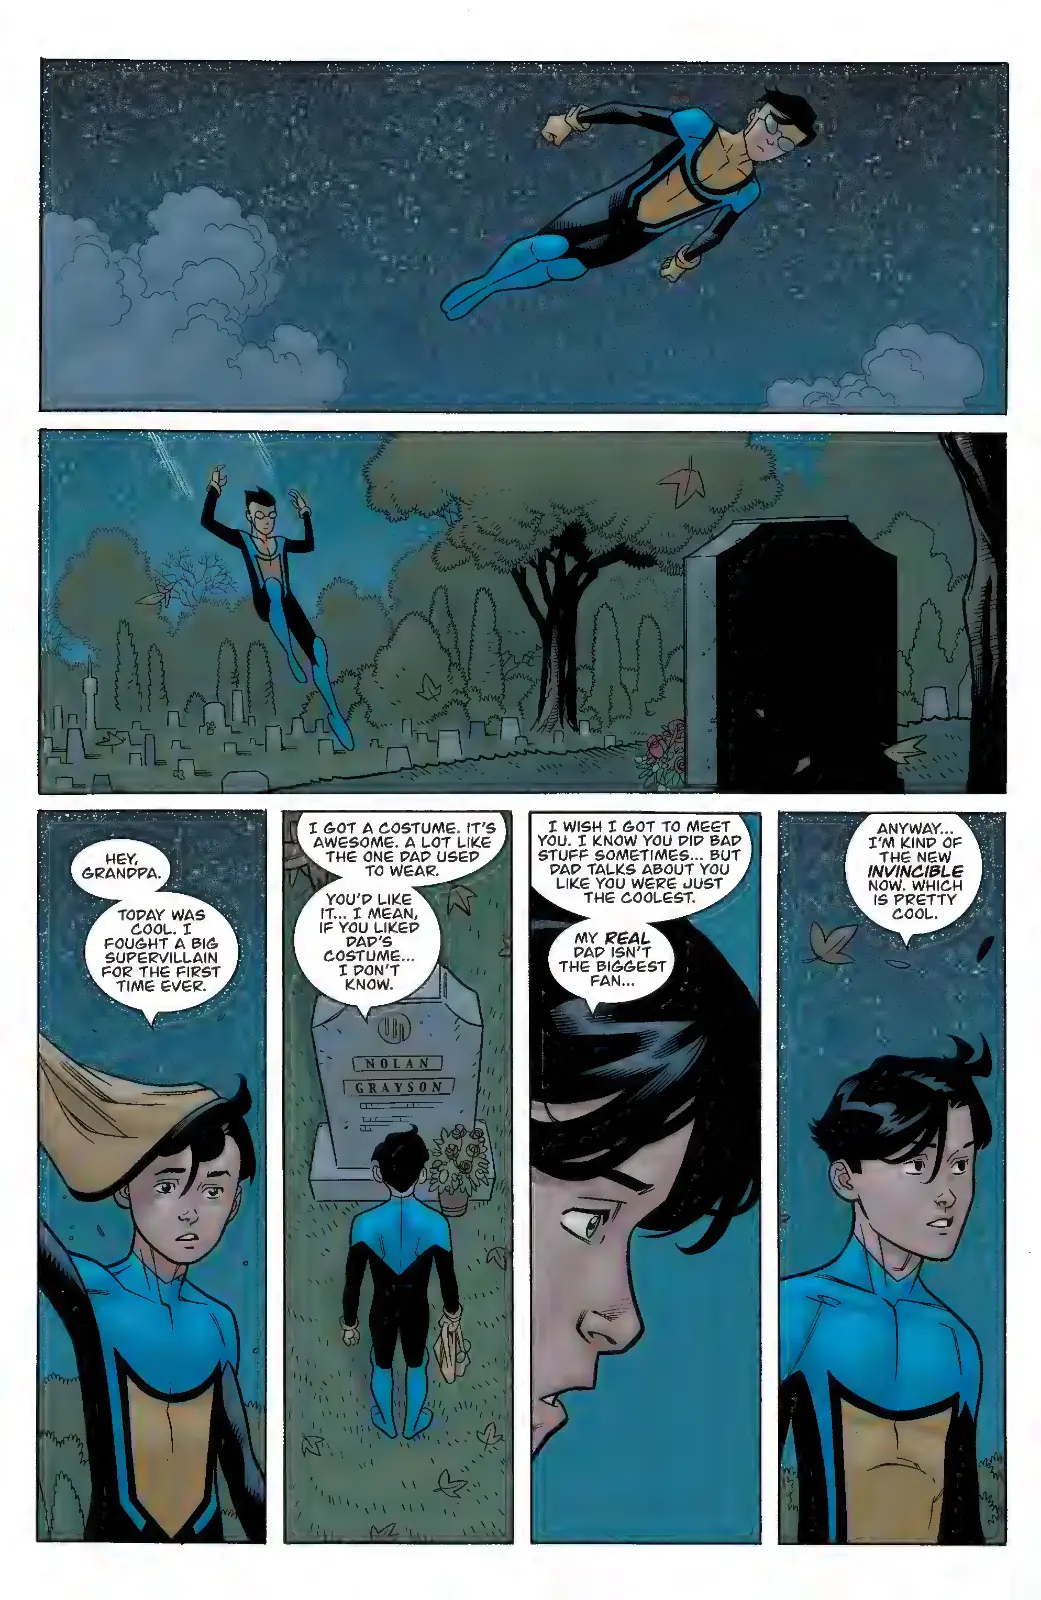 HEY,
GRANDPA.
TODAY WAS
COOL. I
FOUGHT A BIG
SUPERVILLAIN
FOR THE FIRST
TIME EVER.
I GOT A COSTUME. IT'S
AWESOME. A LOT LIKE
THE ONE DAD USED
TO WEAR.
YOU'D LIKE
IT... I MEAN,
IF YOU LIKED
DAD'S
COSTUME...
I DON'T
KNOW.
NOLAN
GRAYSON
I WISH I GOT TO MEET
YOU. I KNOW YOU DID BAD
STUFF SOMETIMES... BUT
DAD TALKS ABOUT YOU
LIKE YOU WERE JUST
THE COOLEST.
MY REAL
DAD ISN'T
THE BIGGEST
FAN...
ANYWAY...
I'M KIND OF
THE NEW
INVINCIBLE
NOW. WHICH
IS PRETTY
COOL.